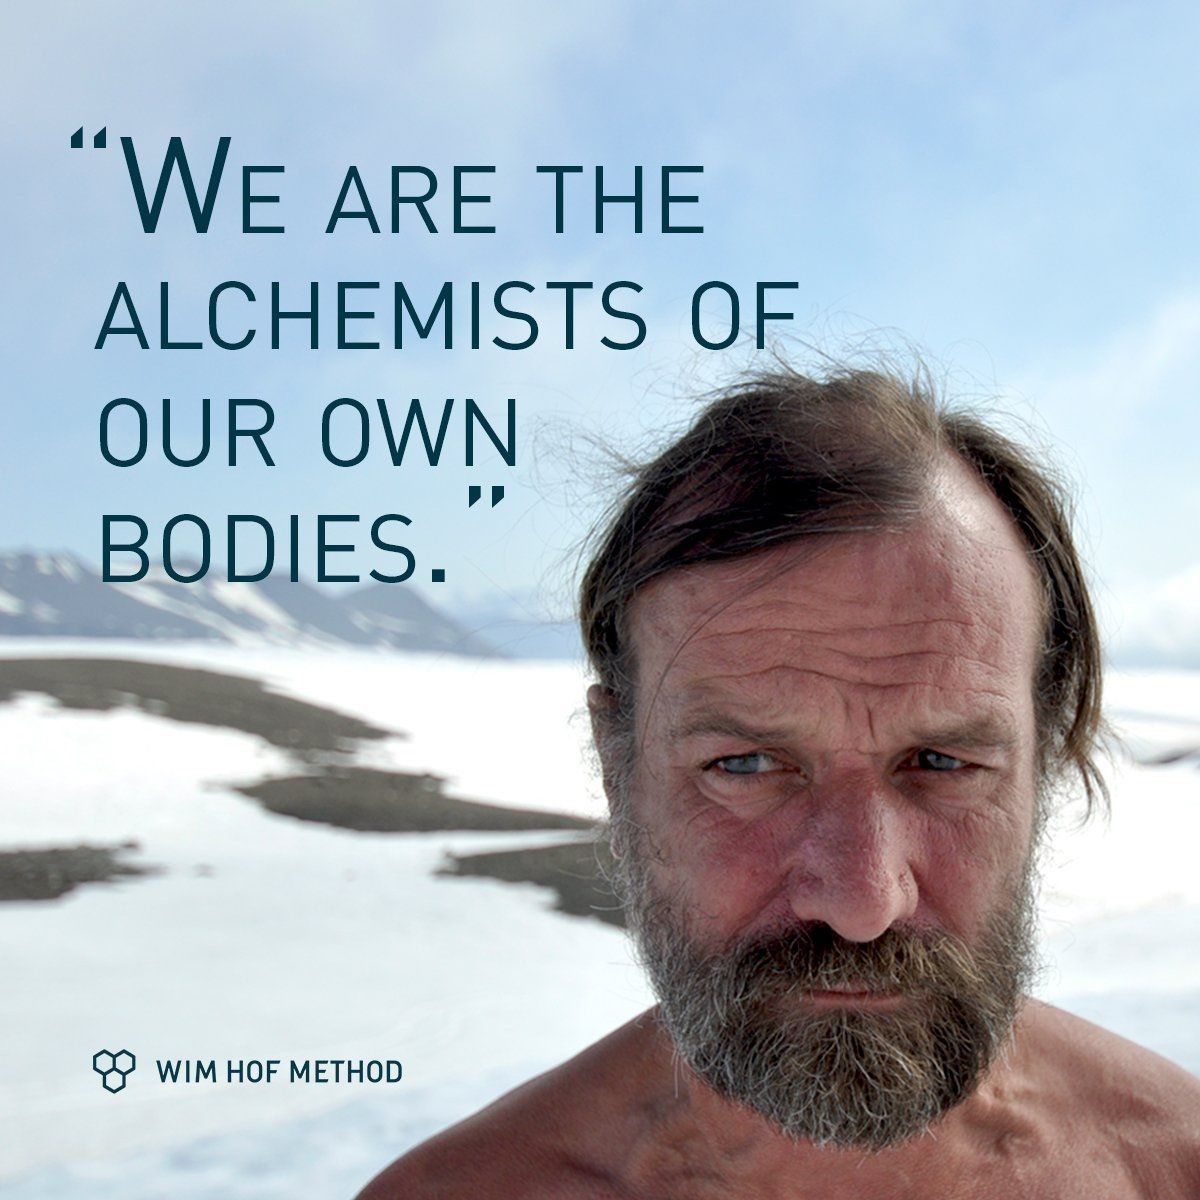 “WE ARE THE
ALCHEMISTS OF
OUR OWN
BODIES.”
WIM HOF METHOD